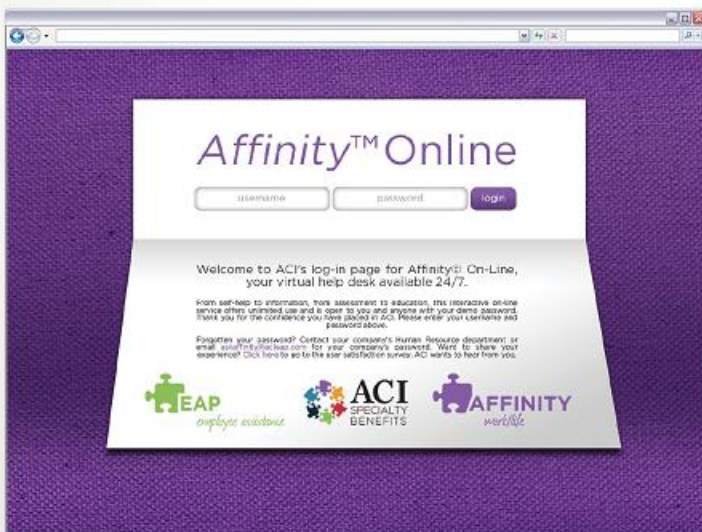 Affinity™ Online
username password login
Welcome to ACI's log-in page for Affinity© On-Line,
your virtual help desk available 24/7.
From self-help to information, from assessment to education, this interactive on-line
service offers unlimited use and is open to you and anyone with your demo password.
Thank you for the confidence you have placed in ACI. Please enter your username and
password above.
Forgotten your password? Contact your company's Human Resource department or
email for your company's password. Want to share your
experience? Click here to go to the user satisfaction survey. ACI wants to hear from you.
EAP
employee assistance
ACI
SPECIALTY
BENEFITS
AFFINITY
work/life